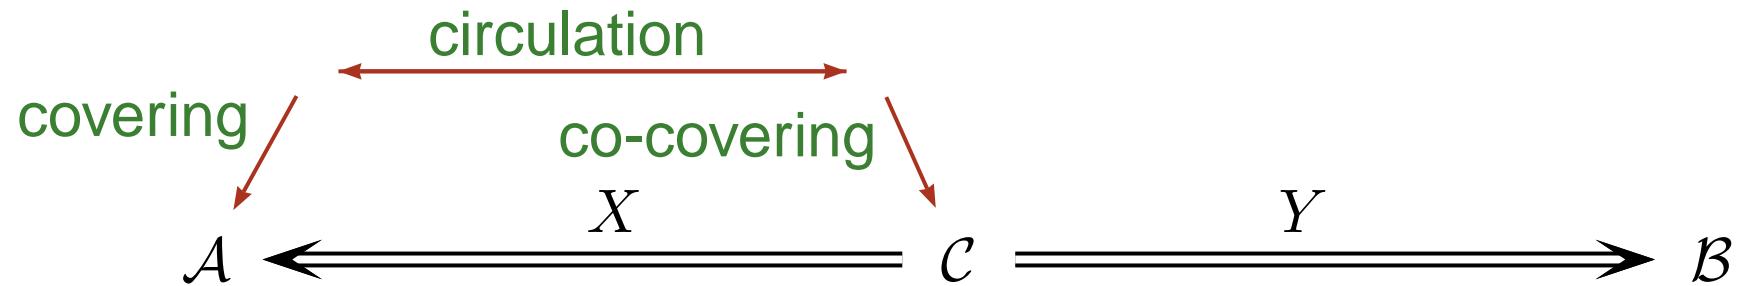 circulation
covering
co-covering
X Y
𝒜 𝒞 ℬ